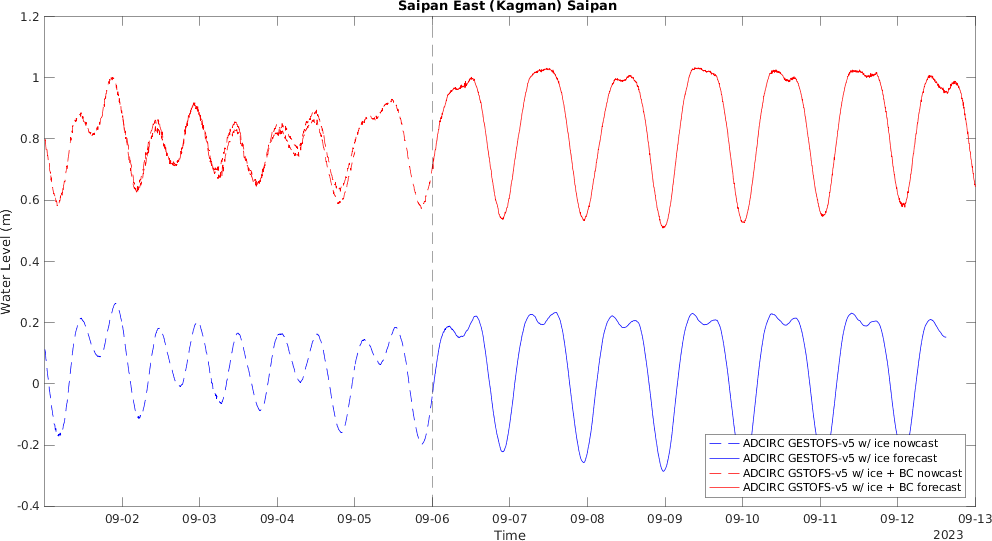 Saipan East (Kagman) Saipan
1.2
1
0.8
0.6
0.4
0.2
0
-0.2
-0.4
Water Level (m)
ADCIRC GESTOFS-v5 w/ ice nowcast
ADCIRC GESTOFS-v5 w/ ice forecast
ADCIRC GSTOFS-v5 w/ ice + BC nowcast
ADCIRC GSTOFS-v5 w/ ice + BC forecast
09-02 09-03 09-04 09-05 09-06 09-07 09-08 09-09 09-10 09-11 09-12 09-13
Time
2023